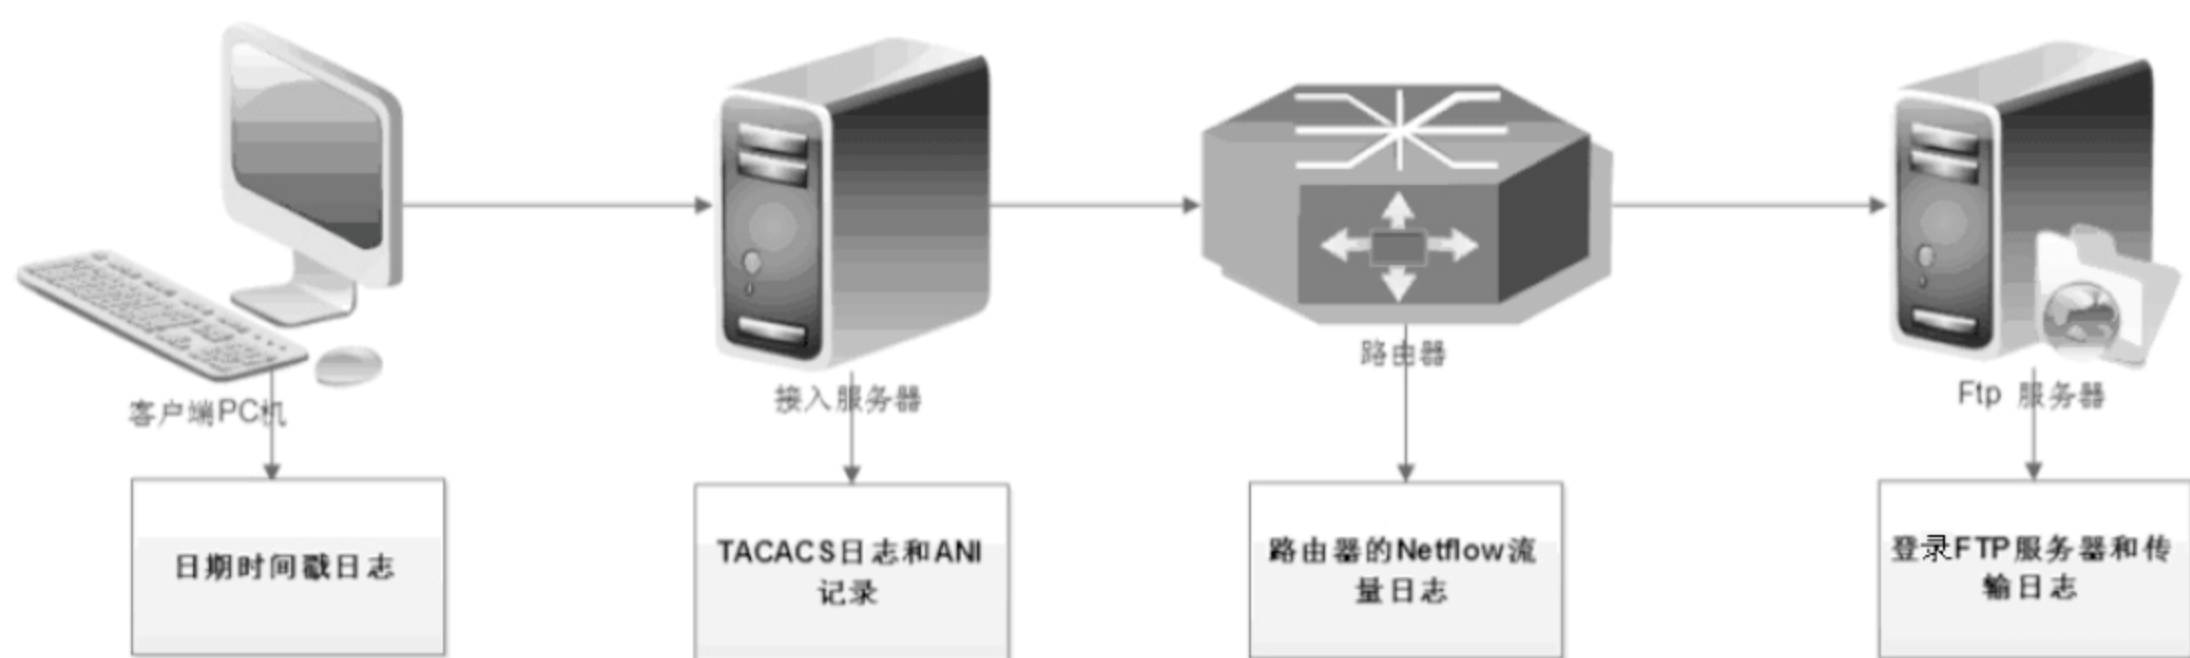 客户端PC机
接入服务器
路由器
Ftp 服务器
日期时间戳日志
TACACS日志和ANI
记录
路由器的Netflow流
量日志
登录FTP服务器和传
输日志